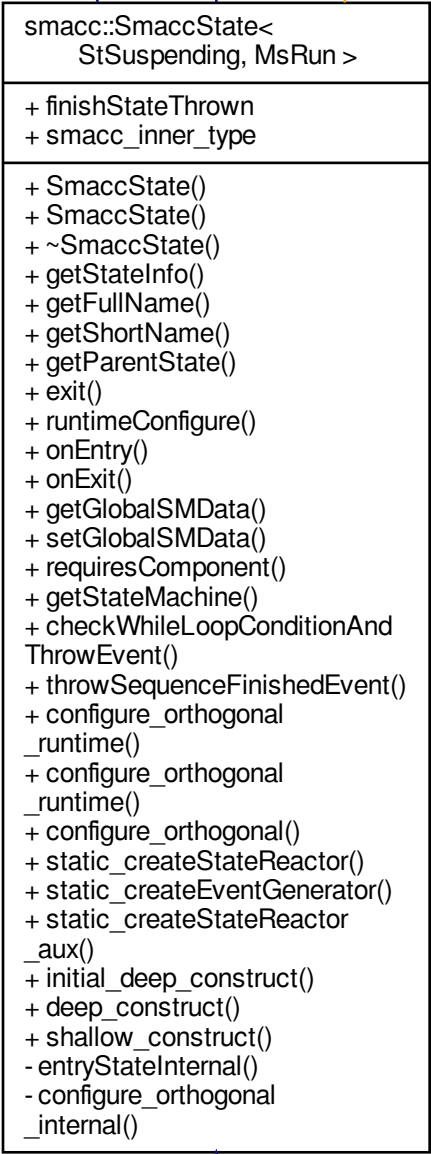 smacc::SmaccState<
StSuspending, MsRun >
+ finishStateThrown
+ smacc_inner_type
+ SmaccState()
+ SmaccState()
+ ~SmaccState()
+ getStateInfo()
+ getFullName()
+ getShortName()
+ getParentState()
+ exit()
+ runtimeConfigure()
+ onEntry()
+ onExit()
+ getGlobalSMData()
+ setGlobalSMData()
+ requiresComponent()
+ getStateMachine()
+ checkWhileLoopConditionAnd
ThrowEvent()
+ throwSequenceFinishedEvent()
+ configure_orthogonal
_runtime()
+ configure_orthogonal
_runtime()
+ configure_orthogonal()
+ static_createStateReactor()
+ static_createEventGenerator()
+ static_createStateReactor
_aux()
+ initial_deep_construct()
+ deep_construct()
+ shallow_construct()
- entryStateInternal()
- configure_orthogonal
_internal()